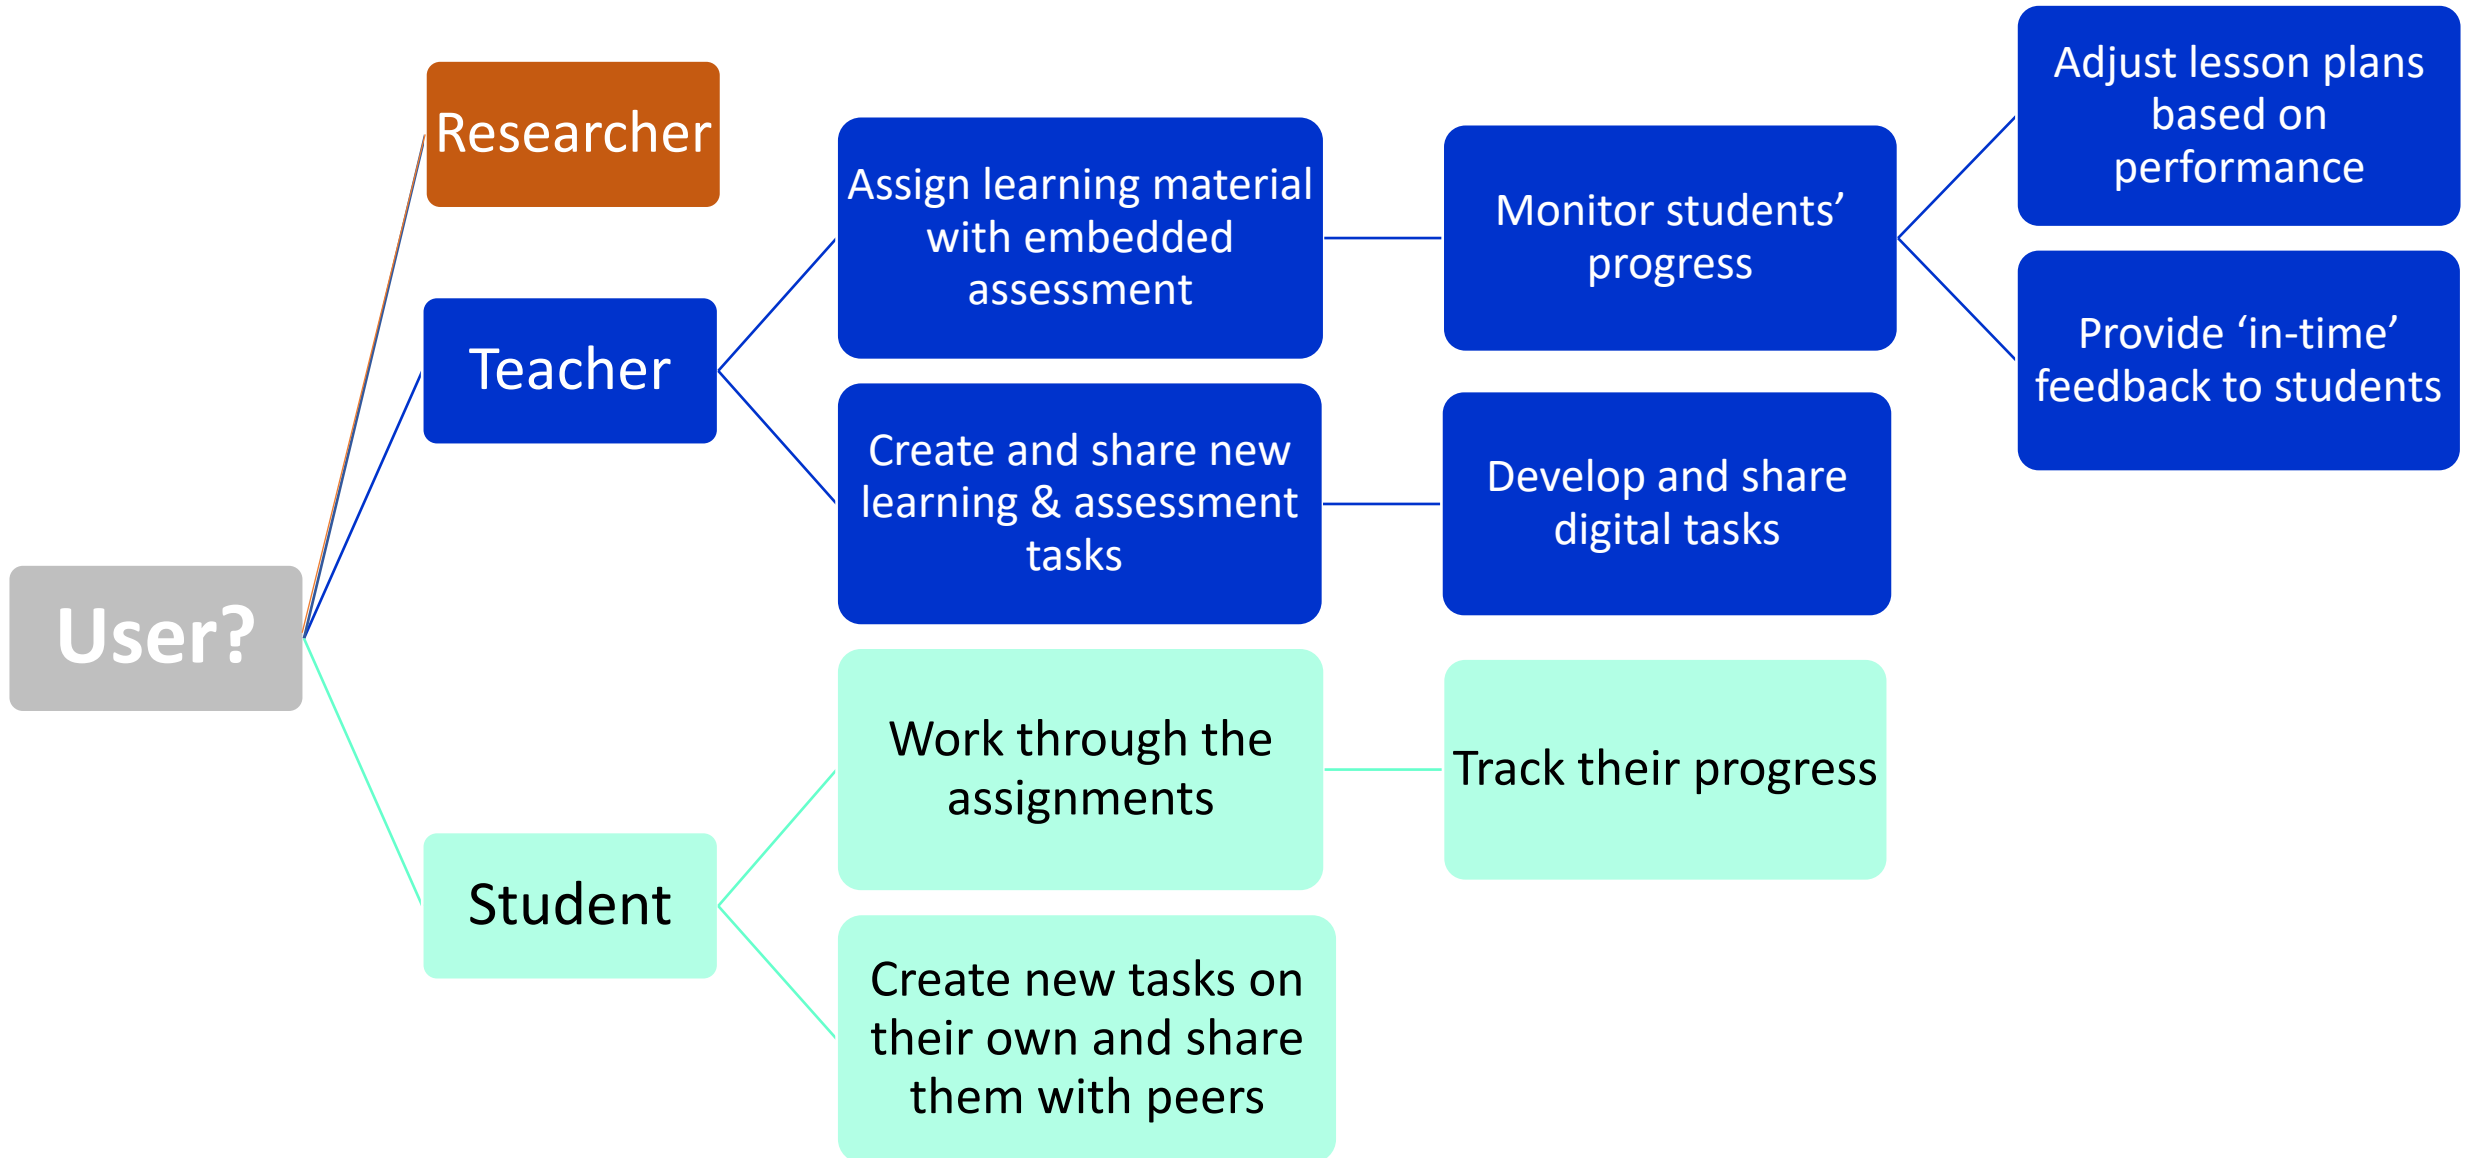 User?
Researcher
Teacher
Assign learning material
with embedded
assessment
Monitor students’
progress
Adjust lesson plans
based on
performance
Provide ‘in-time’
feedback to students
Create and share new
learning & assessment
tasks
Develop and share
digital tasks
Student
Work through the
assignments
Track their progress
Create new tasks on
their own and share
them with peers